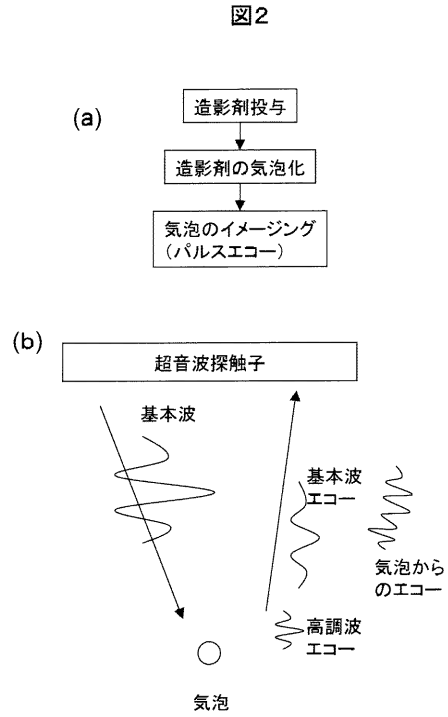 図2
(a)
造影剤投与
造影剤の気泡化
気泡のイメージング
(パルスエコー)
(b)
超音波探触子
基本波
基本波
エコー
気泡から
のエコー
高調波
エコー
気泡